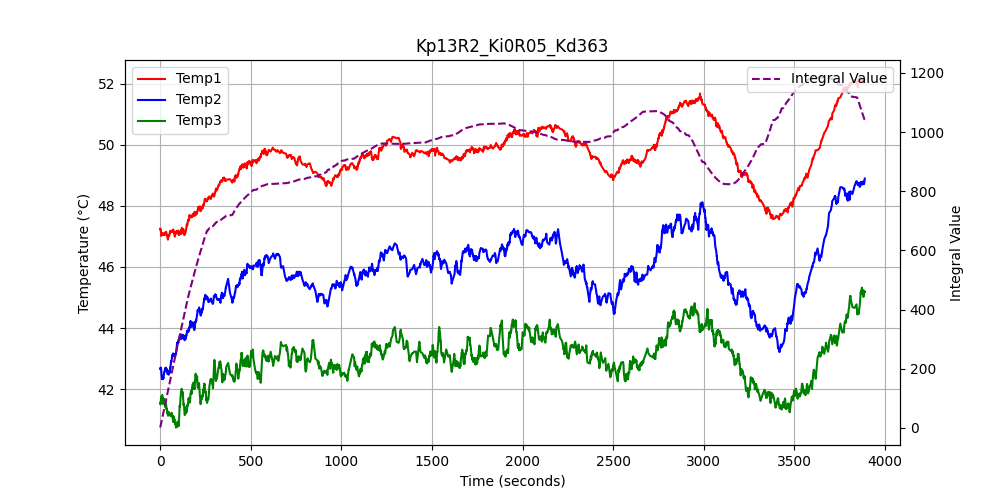 Kp13R2_Ki0R05_Kd363
Temp1
Temp2
Temp3
Integral Value
52
50
48
46
44
42
Temperature (°C)
1200
1000
800
600
400
200
0
Integral Value
0
500
1000
1500
2000
2500
3000
3500
4000
Time (seconds)